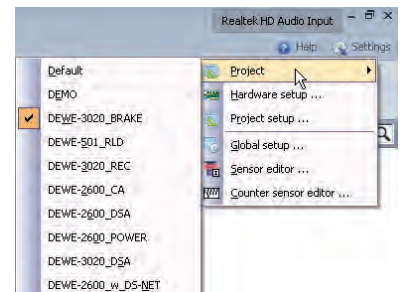 Realtek HD Audio Input
Help Settings
Default
DEMO
DEWE-3020_BRAKE
DEWE-501_RLD
DEWE-3020_REC
DEWE-2600_CA
DEWE-2600_DSA
DEWE-2600_POWER
DEWE-3020_DSA
DEWE-2600_w_DS-NET
Project
Hardware setup ...
Project setup ...
Global setup ...
Sensor editor ...
Counter sensor editor ...